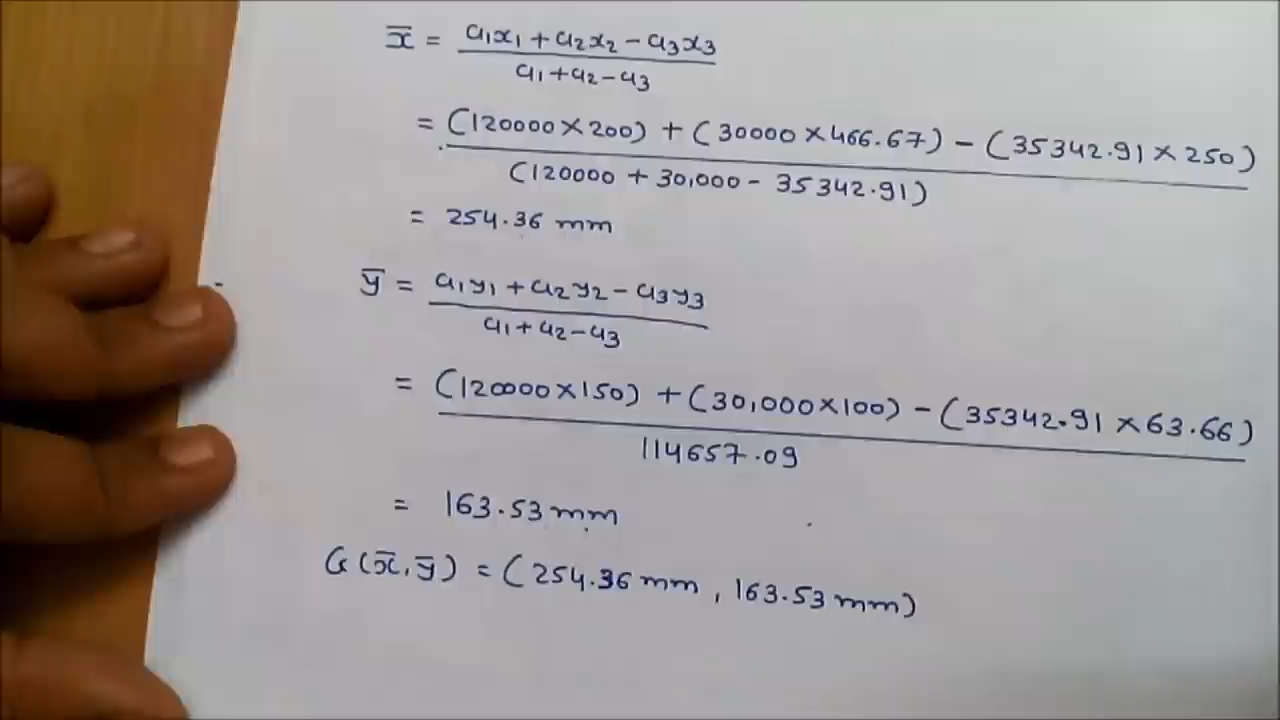 x̄ = a1x1 + a2x2 − a3x3
a1 + a2 − a3
= (120000 × 200) + (30000 × 466.67) − (35342.91 × 250)
(120000 + 30,000 − 35342.91)
= 254.36 mm
ȳ = a1y1 + a2y2 − a3y3
a1 + a2 − a3
= (120000 × 150) + (30,000 × 100) − (35342.91 × 63.66)
114657.09
= 163.53 mm
G (x̄, ȳ) = (254.36 mm , 163.53 mm)